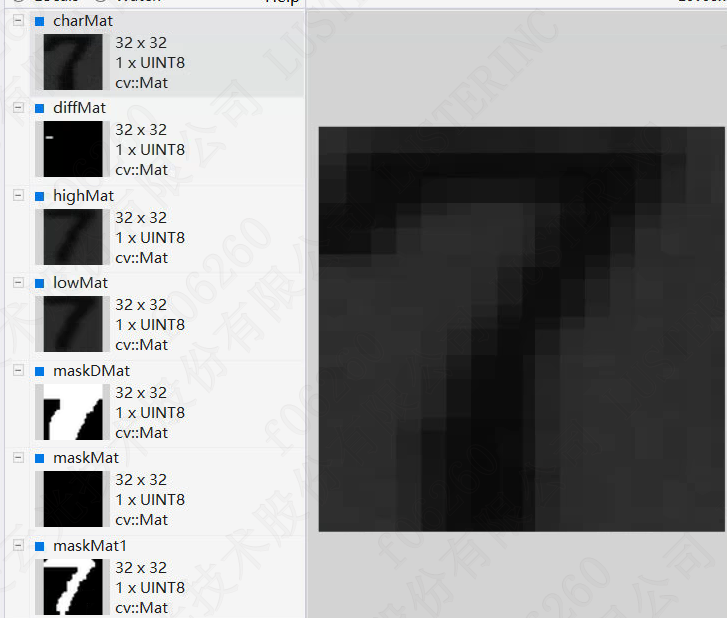 Help
charMat
32 x 32
1 x UINT8
cv::Mat
diffMat
32 x 32
1 x UINT8
cv::Mat
highMat
32 x 32
1 x UINT8
cv::Mat
lowMat
32 x 32
1 x UINT8
cv::Mat
maskDMat
32 x 32
1 x UINT8
cv::Mat
maskMat
32 x 32
1 x UINT8
cv::Mat
maskMat1
32 x 32
1 x UINT8
cv::Mat
7